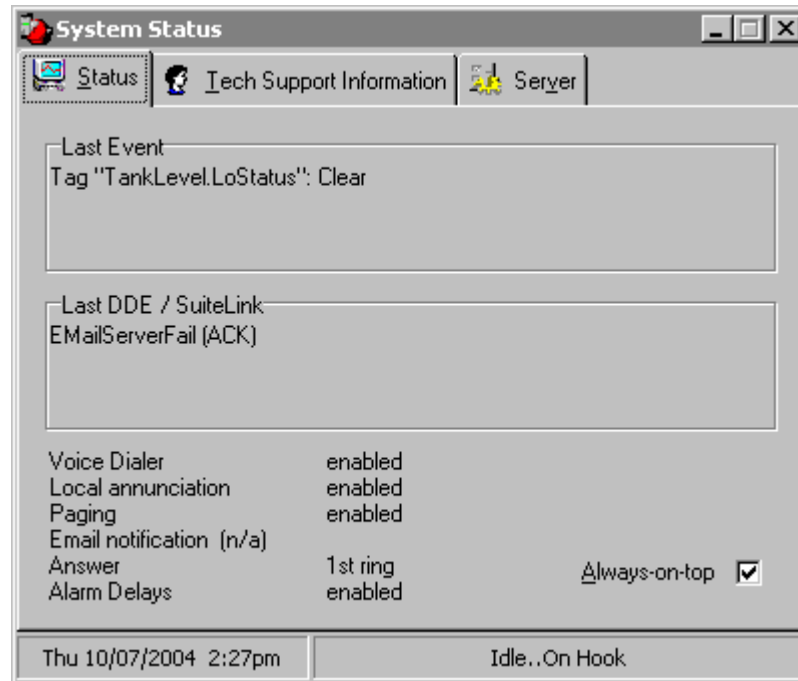 System Status
Status Tech Support Information Server
Last Event
Tag "TankLevel.LoStatus": Clear
Last DDE / SuiteLink
EMailServerFail (ACK)
Voice Dialer enabled
Local annunciation enabled
Paging enabled
Email notification (n/a)
Answer 1st ring
Always-on-top
Alarm Delays enabled
Thu 10/07/2004 2:27pm Idle..On Hook